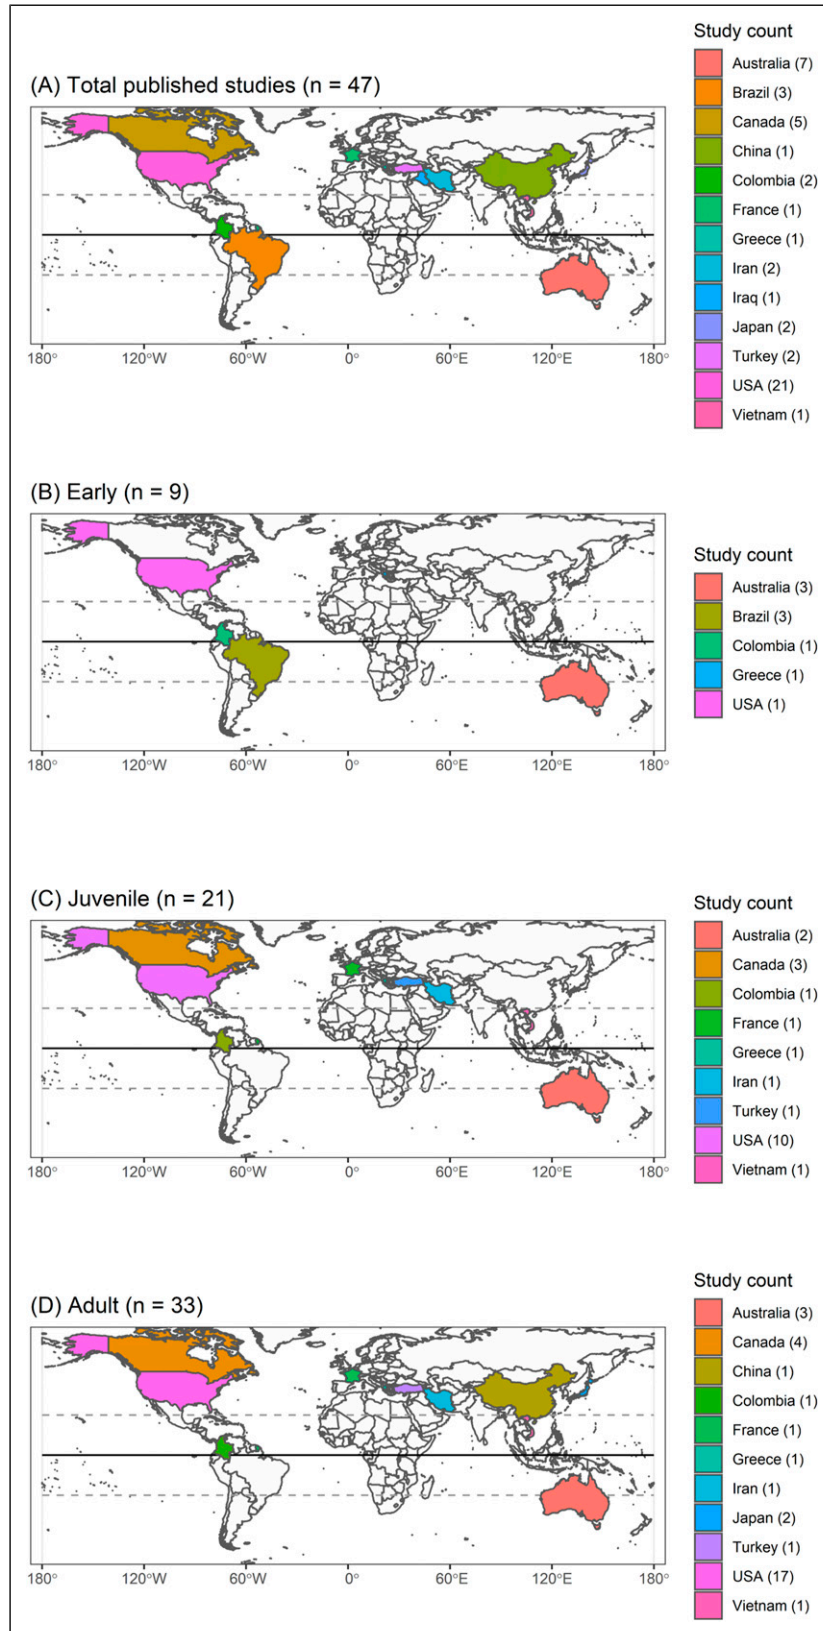 (A) Total published studies (n = 47)
180° 120°W 60°W 0° 60°E 120°E 180°
Study count
Australia (7)
Brazil (3)
Canada (5)
China (1)
Colombia (2)
France (1)
Greece (1)
Iran (2)
Iraq (1)
Japan (2)
Turkey (2)
USA (21)
Vietnam (1)
(B) Early (n = 9)
180° 120°W 60°W 0° 60°E 120°E 180°
Study count
Australia (3)
Brazil (3)
Colombia (1)
Greece (1)
USA (1)
(C) Juvenile (n = 21)
180° 120°W 60°W 0° 60°E 120°E 180°
Study count
Australia (2)
Canada (3)
Colombia (1)
France (1)
Greece (1)
Iran (1)
Turkey (1)
USA (10)
Vietnam (1)
(D) Adult (n = 33)
180° 120°W 60°W 0° 60°E 120°E 180°
Study count
Australia (3)
Canada (4)
China (1)
Colombia (1)
France (1)
Greece (1)
Iran (1)
Japan (2)
Turkey (1)
USA (17)
Vietnam (1)